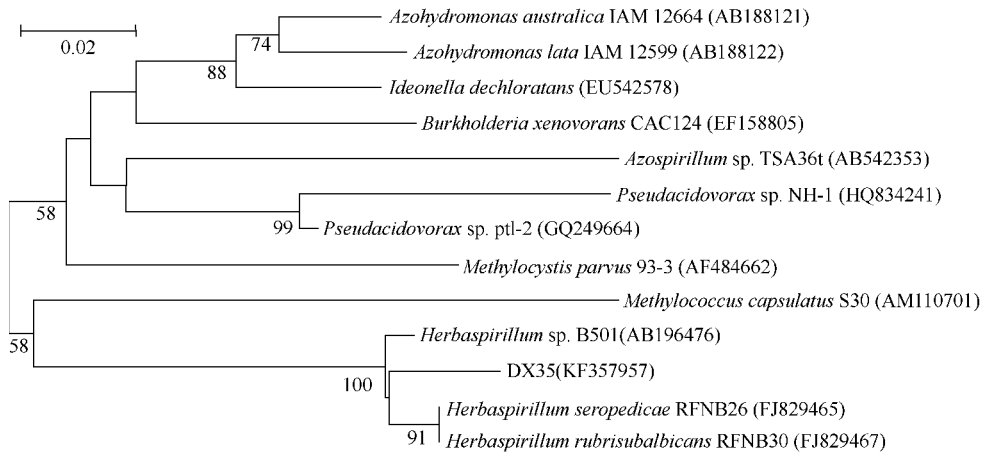 Azohydromonas australica IAM 12664 (AB188121)
0.02
74
Azohydromonas lata IAM 12599 (AB188122)
88
Ideonella dechloratans (EU542578)
Burkholderia xenovorans CAC124 (EF158805)
Azospirillum sp. TSA36t (AB542353)
Pseudacidovorax sp. NH-1 (HQ834241)
58
99
Pseudacidovorax sp. ptl-2 (GQ249664)
Methylocystis parvus 93-3 (AF484662)
Methylococcus capsulatus S30 (AM110701)
Herbaspirillum sp. B501(AB196476)
58
DX35(KF357957)
100
Herbaspirillum seropedicae RFNB26 (FJ829465)
91
Herbaspirillum rubrisubalbicans RFNB30 (FJ829467)